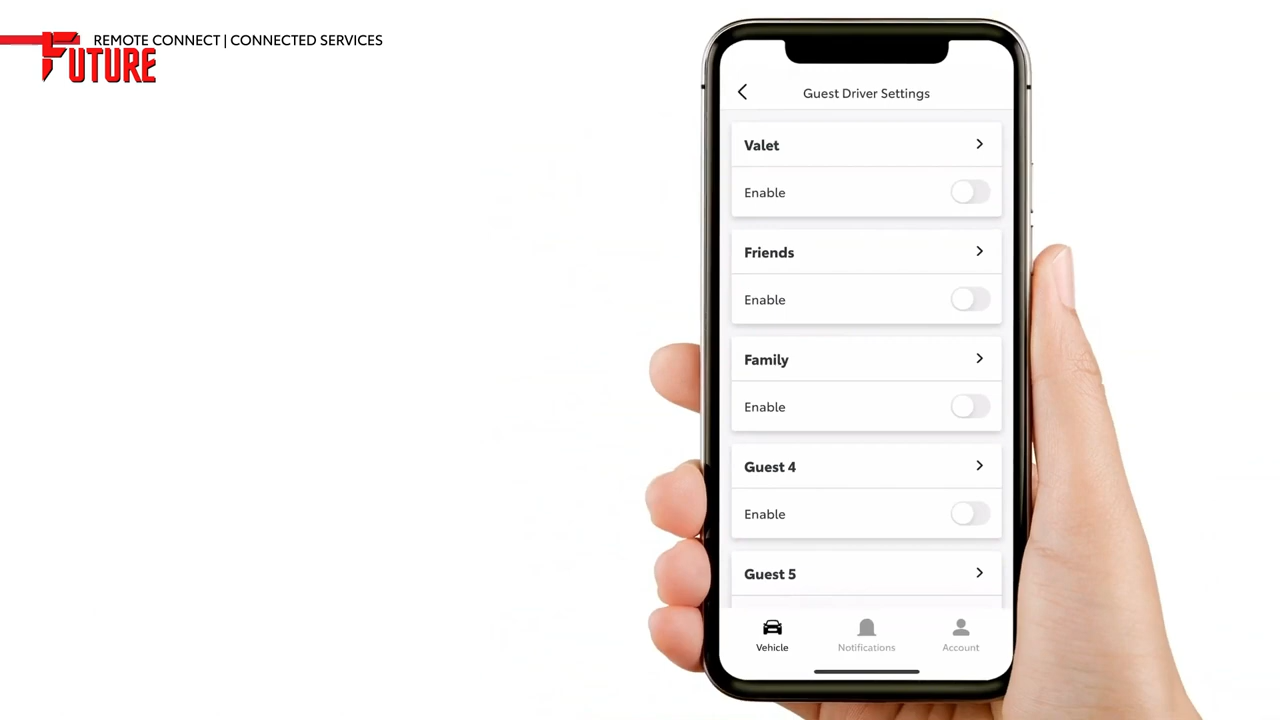 REMOTE CONNECT | CONNECTED SERVICES
FUTURE
Guest Driver Settings
Valet
Enable
Friends
Enable
Family
Enable
Guest 4
Enable
Guest 5
Vehicle
Notifications
Account